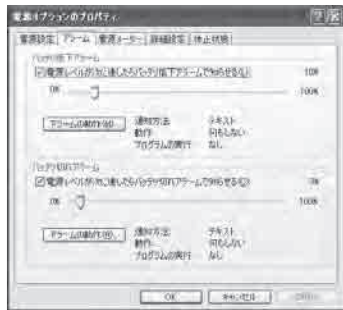 電源オプションのプロパティ
電源設定 アラーム 電源メーター 詳細設定 休止状態
バッテリ低下アラーム
電源レベルが次に達したらバッテリ低下アラームで知らせる(L) 10%
0% 100%
アラームの動作(A)... 通知方法 テキスト
動作 何もしない
プログラムの実行 なし
バッテリ切れアラーム
電源レベルが次に達したらバッテリ切れアラームで知らせる(C)
0% 100%
アラームの動作(R)... 通知方法 テキスト
動作 何もしない
プログラムの実行 なし
OK キャンセル